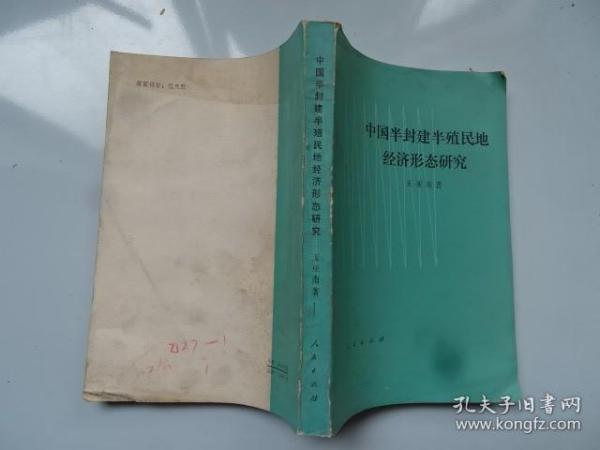 中国半封建半殖民地
经济形态研究
王亚南著
人民出版社
中国半封建半殖民地经济形态研究
王亚南著
人民出版社
孔夫子旧书网
www.kongfz.com